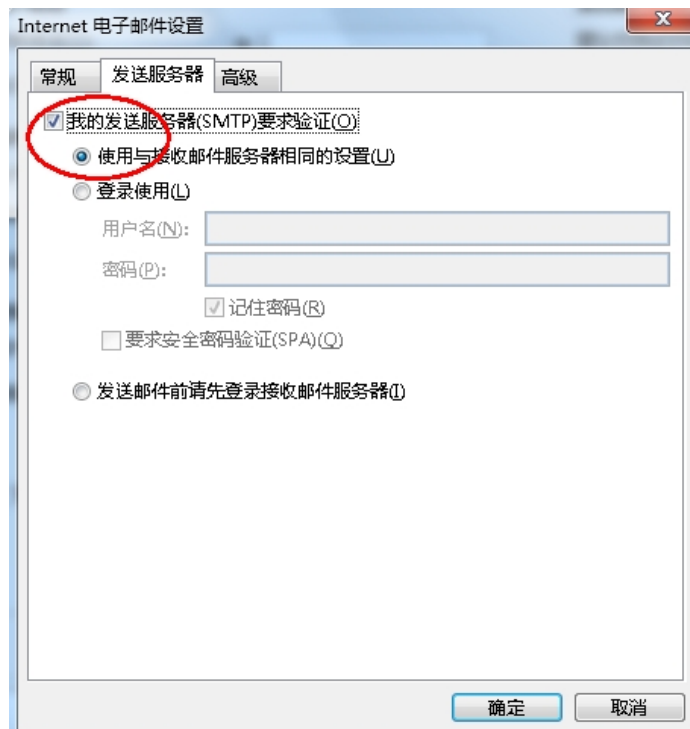 Internet 电子邮件设置
常规 发送服务器 高级
我的发送服务器(SMTP)要求验证(O)
使用与接收邮件服务器相同的设置(U)
登录使用(L)
用户名(N):
密码(P):
记住密码(R)
要求安全密码验证(SPA)(Q)
发送邮件前请先登录接收邮件服务器(I)
确定 取消